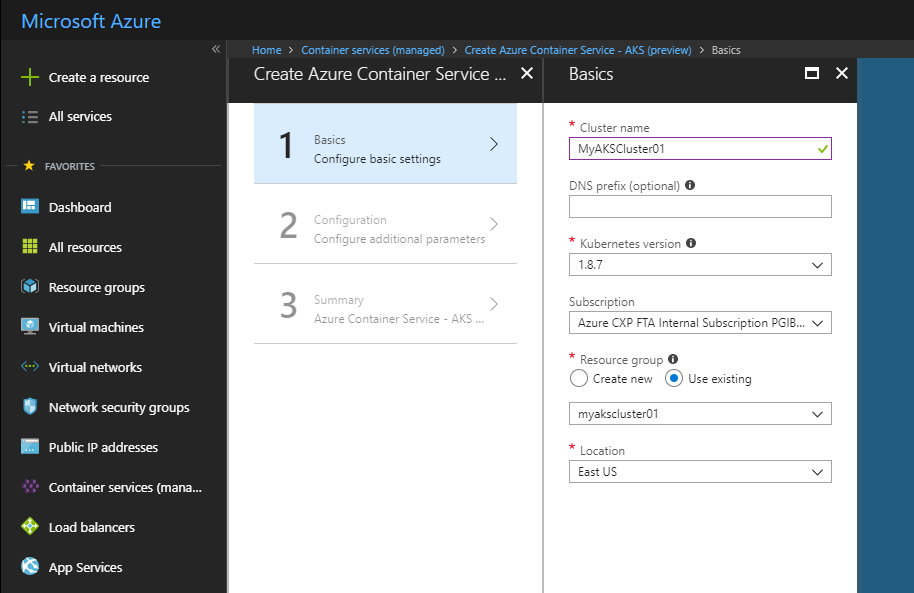 Microsoft Azure
«
Home > Container services (managed) > Create Azure Container Service - AKS (preview) > Basics
Create a resource
All services
FAVORITES
Dashboard
All resources
Resource groups
Virtual machines
Virtual networks
Network security groups
Public IP addresses
Container services (mana...
Load balancers
App Services
Create Azure Container Service ...
1
Basics
Configure basic settings
2
Configuration
Configure additional parameters
3
Summary
Azure Container Service - AKS ...
Basics
* Cluster name
MyAKSCluster01
DNS prefix (optional)
* Kubernetes version
1.8.7
Subscription
Azure CXP FTA Internal Subscription PGIB...
* Resource group
Create new Use existing
myakscluster01
* Location
East US